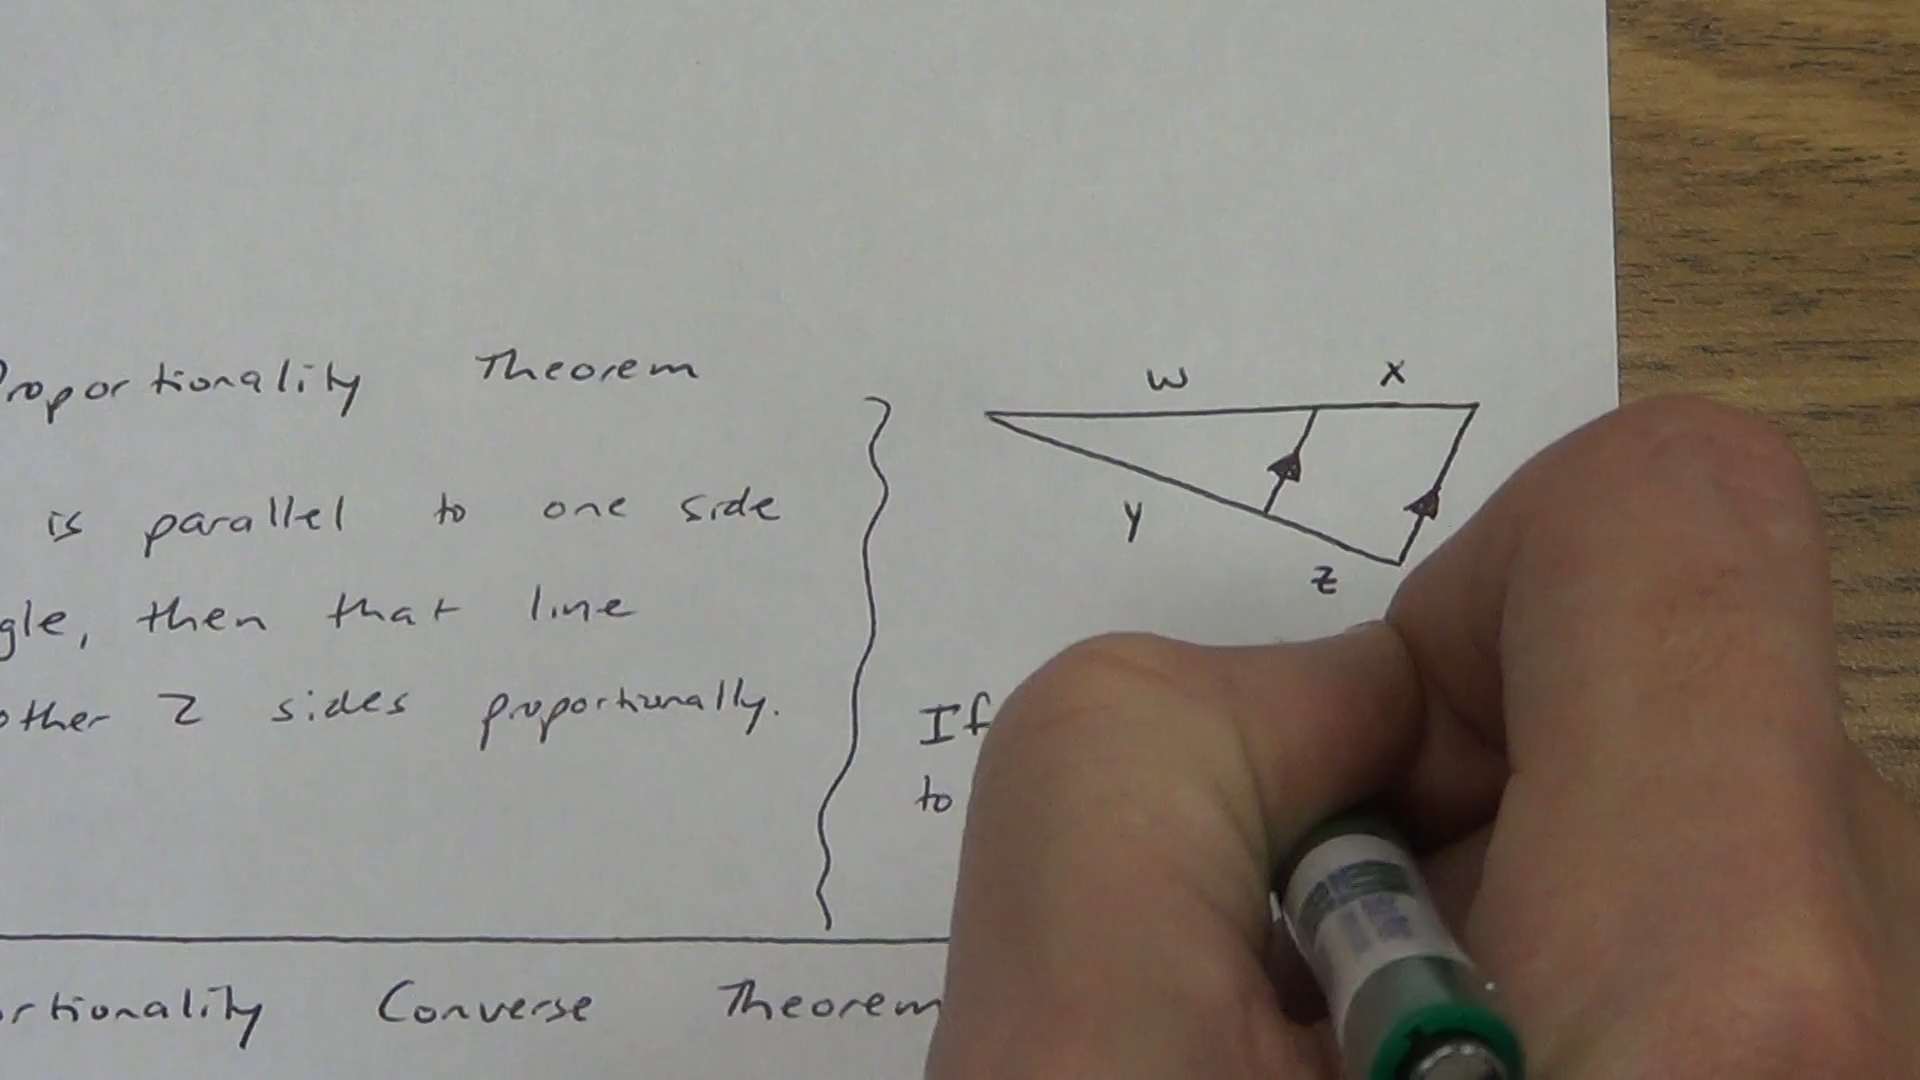 Proportionality Theorem
is parallel to one side
gle, then that line
other 2 sides proportionally.
w x
y
z
If
to
rtionality Converse Theorem